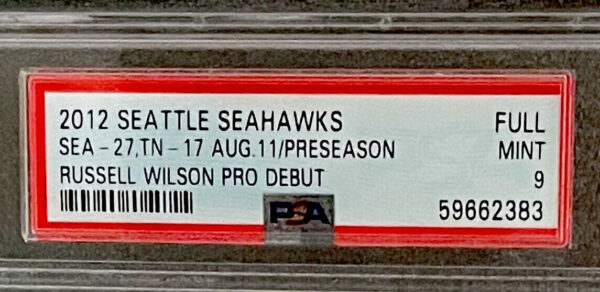 2012 SEATTLE SEAHAWKS FULL
SEA-27,TN-17 AUG.11/PRESEASON MINT
RUSSELL WILSON PRO DEBUT 9
PSA 59662383